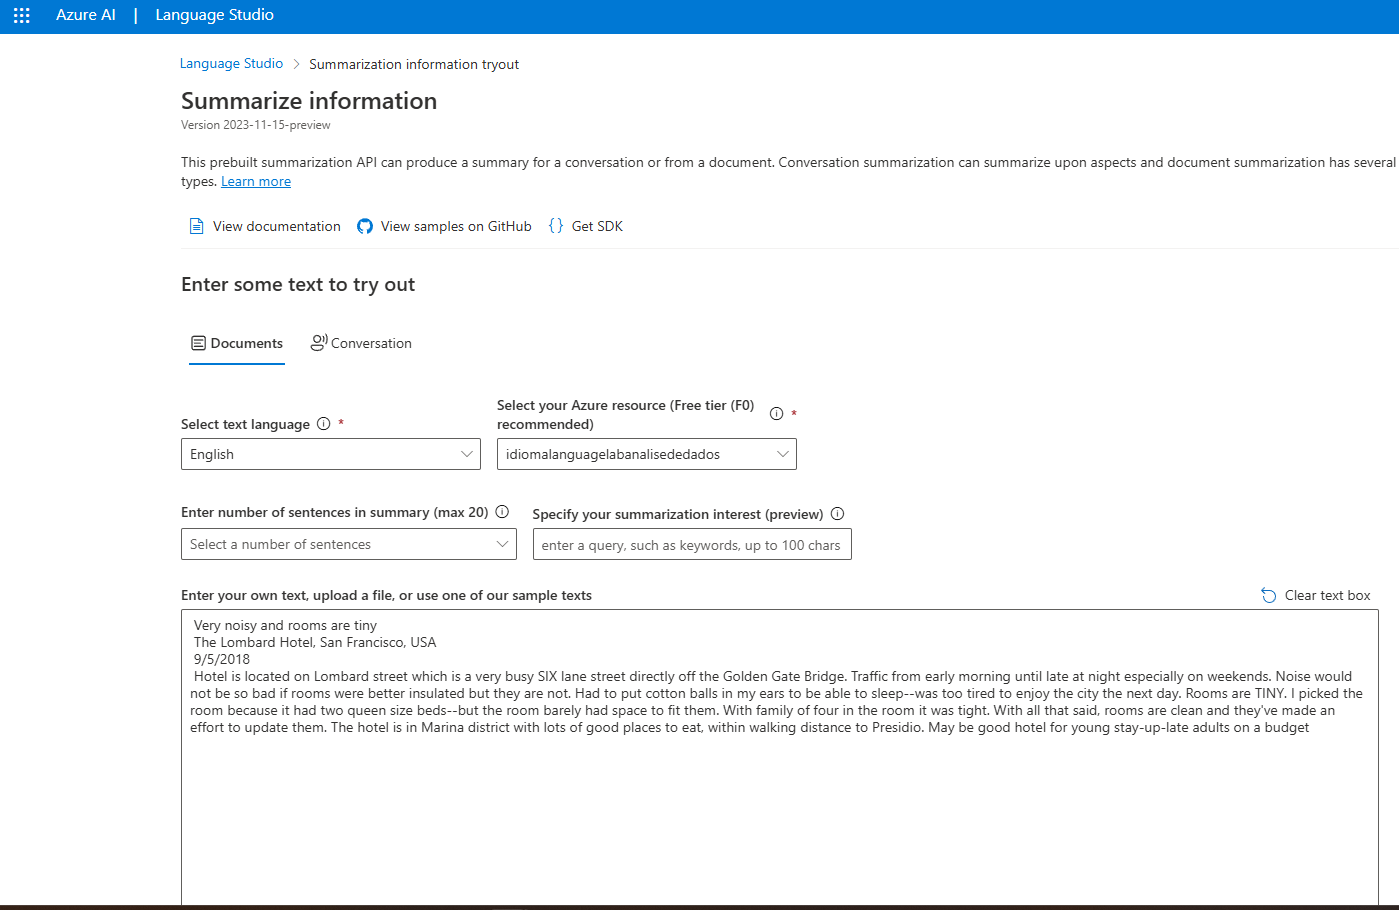 Azure AI | Language Studio
Language Studio > Summarization information tryout
Summarize information
Version 2023-11-15-preview
This prebuilt summarization API can produce a summary for a conversation or from a document. Conversation summarization can summarize upon aspects and document summarization has several
types. Learn more
View documentation View samples on GitHub {} Get SDK
Enter some text to try out
Documents Conversation
Select text language *
Select your Azure resource (Free tier (F0)
recommended) *
English
idiomalanguagelabanalisededados
Enter number of sentences in summary (max 20)
Specify your summarization interest (preview)
Select a number of sentences
enter a query, such as keywords, up to 100 chars
Enter your own text, upload a file, or use one of our sample texts
Clear text box
Very noisy and rooms are tiny
The Lombard Hotel, San Francisco, USA
9/5/2018
Hotel is located on Lombard street which is a very busy SIX lane street directly off the Golden Gate Bridge. Traffic from early morning until late at night especially on weekends. Noise would
not be so bad if rooms were better insulated but they are not. Had to put cotton balls in my ears to be able to sleep--was too tired to enjoy the city the next day. Rooms are TINY. I picked the
room because it had two queen size beds--but the room barely had space to fit them. With family of four in the room it was tight. With all that said, rooms are clean and they've made an
effort to update them. The hotel is in Marina district with lots of good places to eat, within walking distance to Presidio. May be good hotel for young stay-up-late adults on a budget